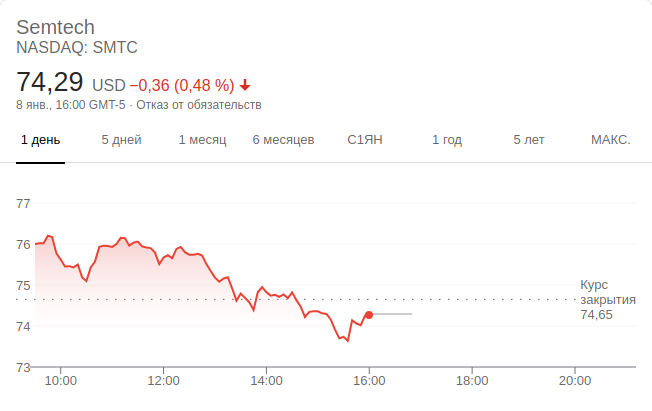 Semtech
NASDAQ: SMTC
74,29 USD −0,36 (0,48 %)
8 янв., 16:00 GMT-5 · Отказ от обязательств
1 день 5 дней 1 месяц 6 месяцев С1ЯН 1 год 5 лет МАКС.
77
76
75
74
73
Курс
закрытия
74,65
10:00 12:00 14:00 16:00 18:00 20:00